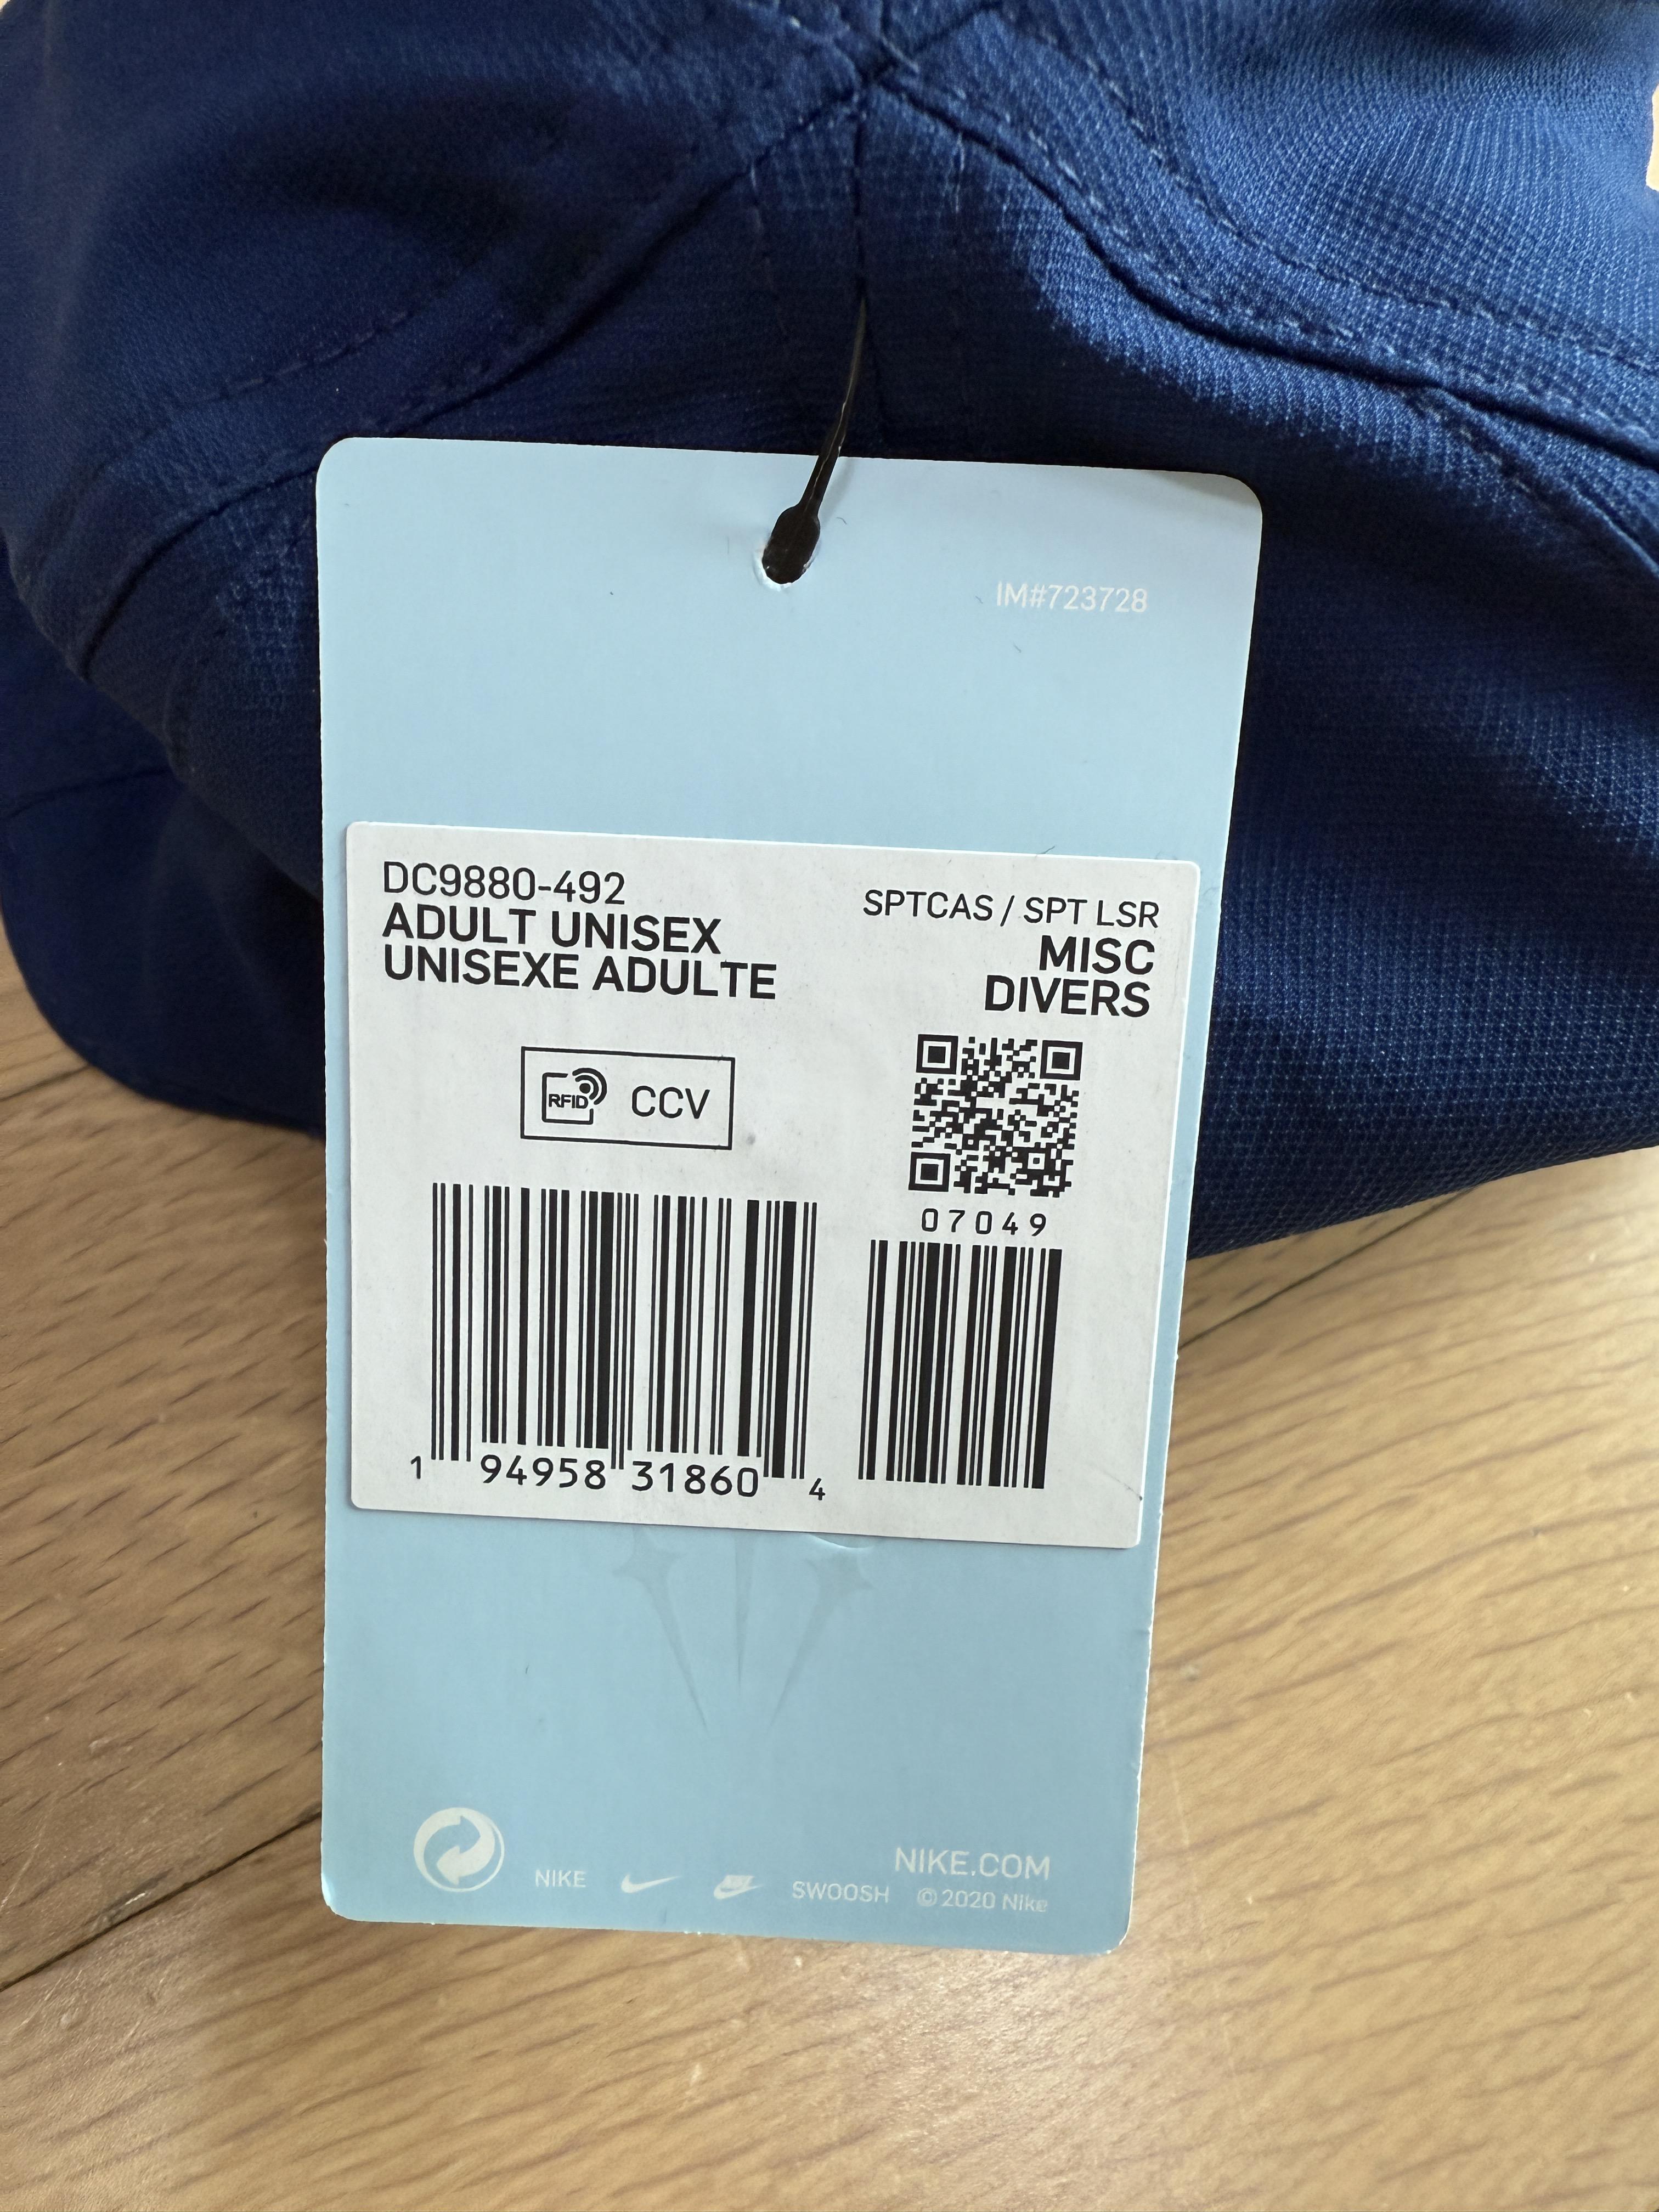 IM#723728
DC9880-492
ADULT UNISEX
UNISEXE ADULTE
SPTCAS / SPT LSR
MISC
DIVERS
RFID CCV
07049
1 94958 31860 4
NIKE SWOOSH
NIKE.COM
©2020 Nike